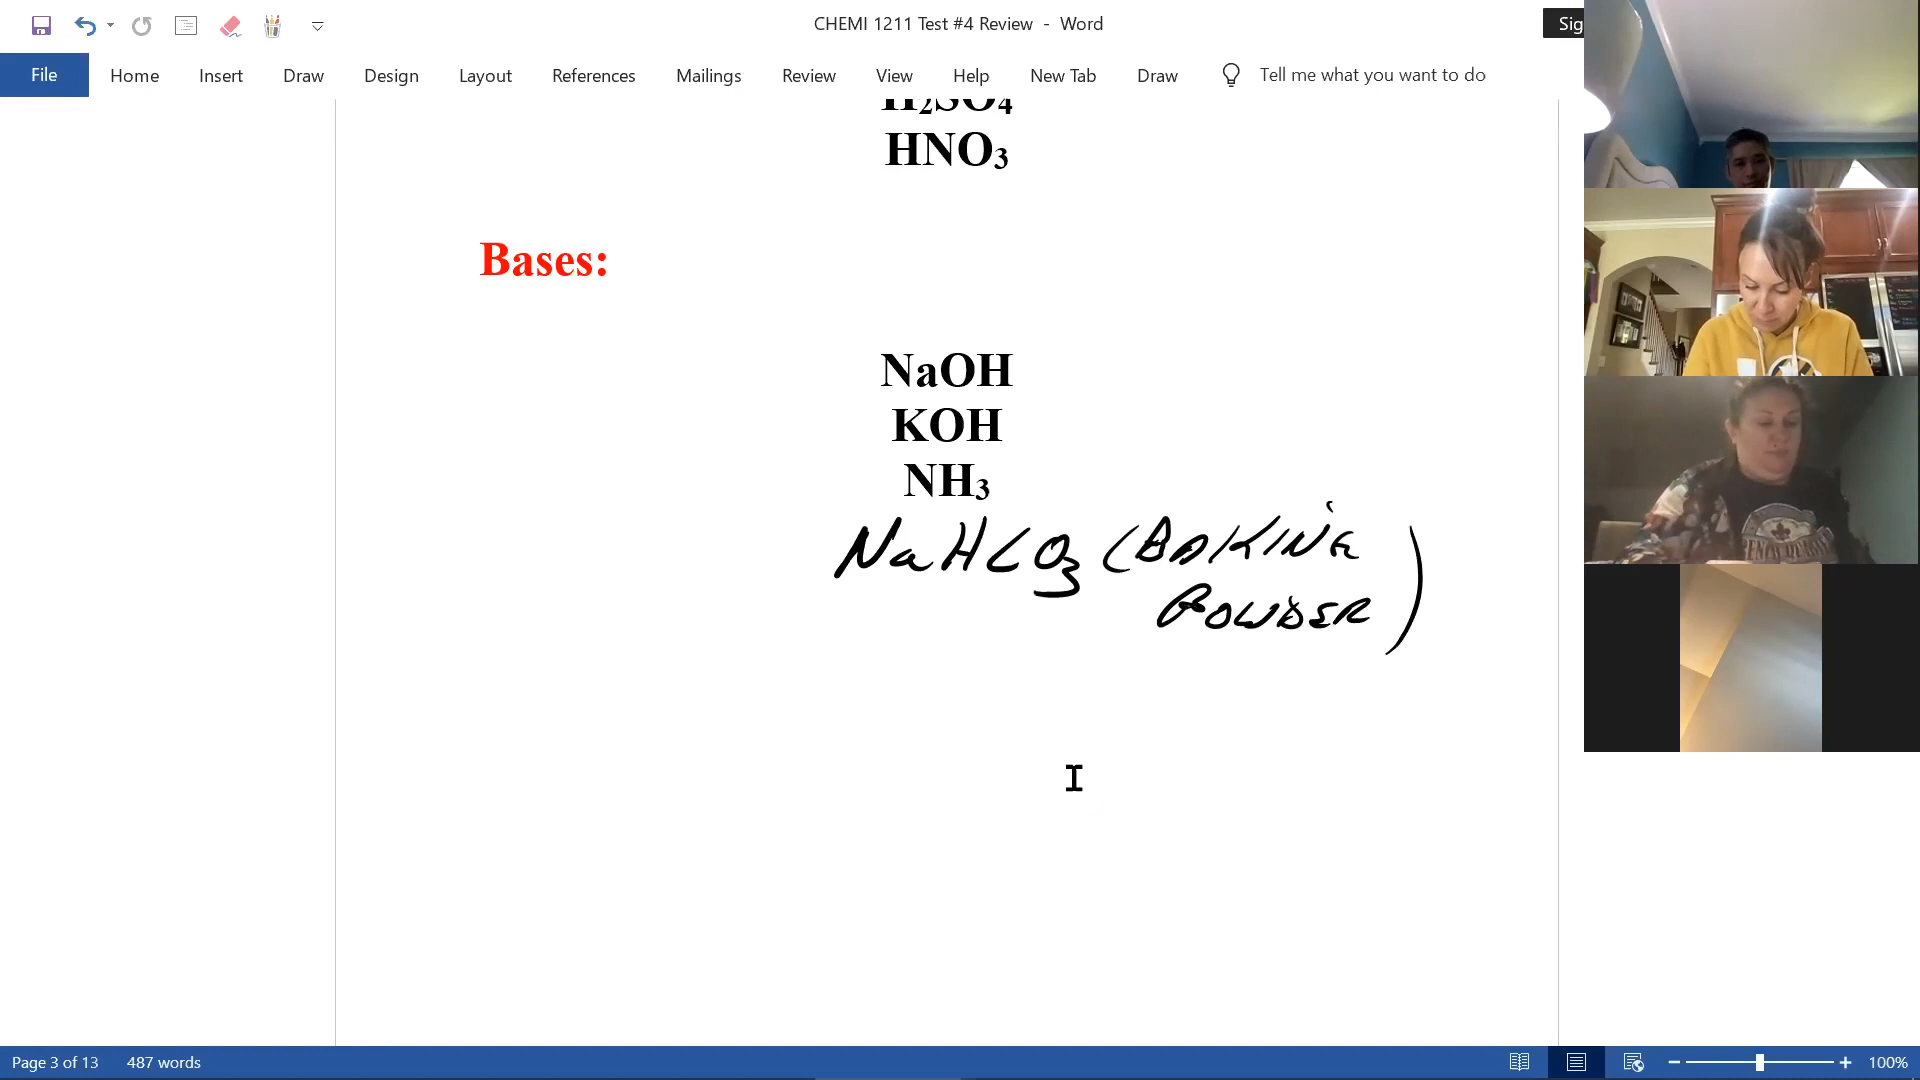 CHEMI 1211 Test #4 Review - Word
Sig
File Home Insert Draw Design Layout References Mailings Review View Help New Tab Draw Tell me what you want to do
H₂SO₄
HNO₃
Bases:
NaOH
KOH
NH₃
NaHCO₃ (BAKING
POWDER)
Page 3 of 13 487 words
100%